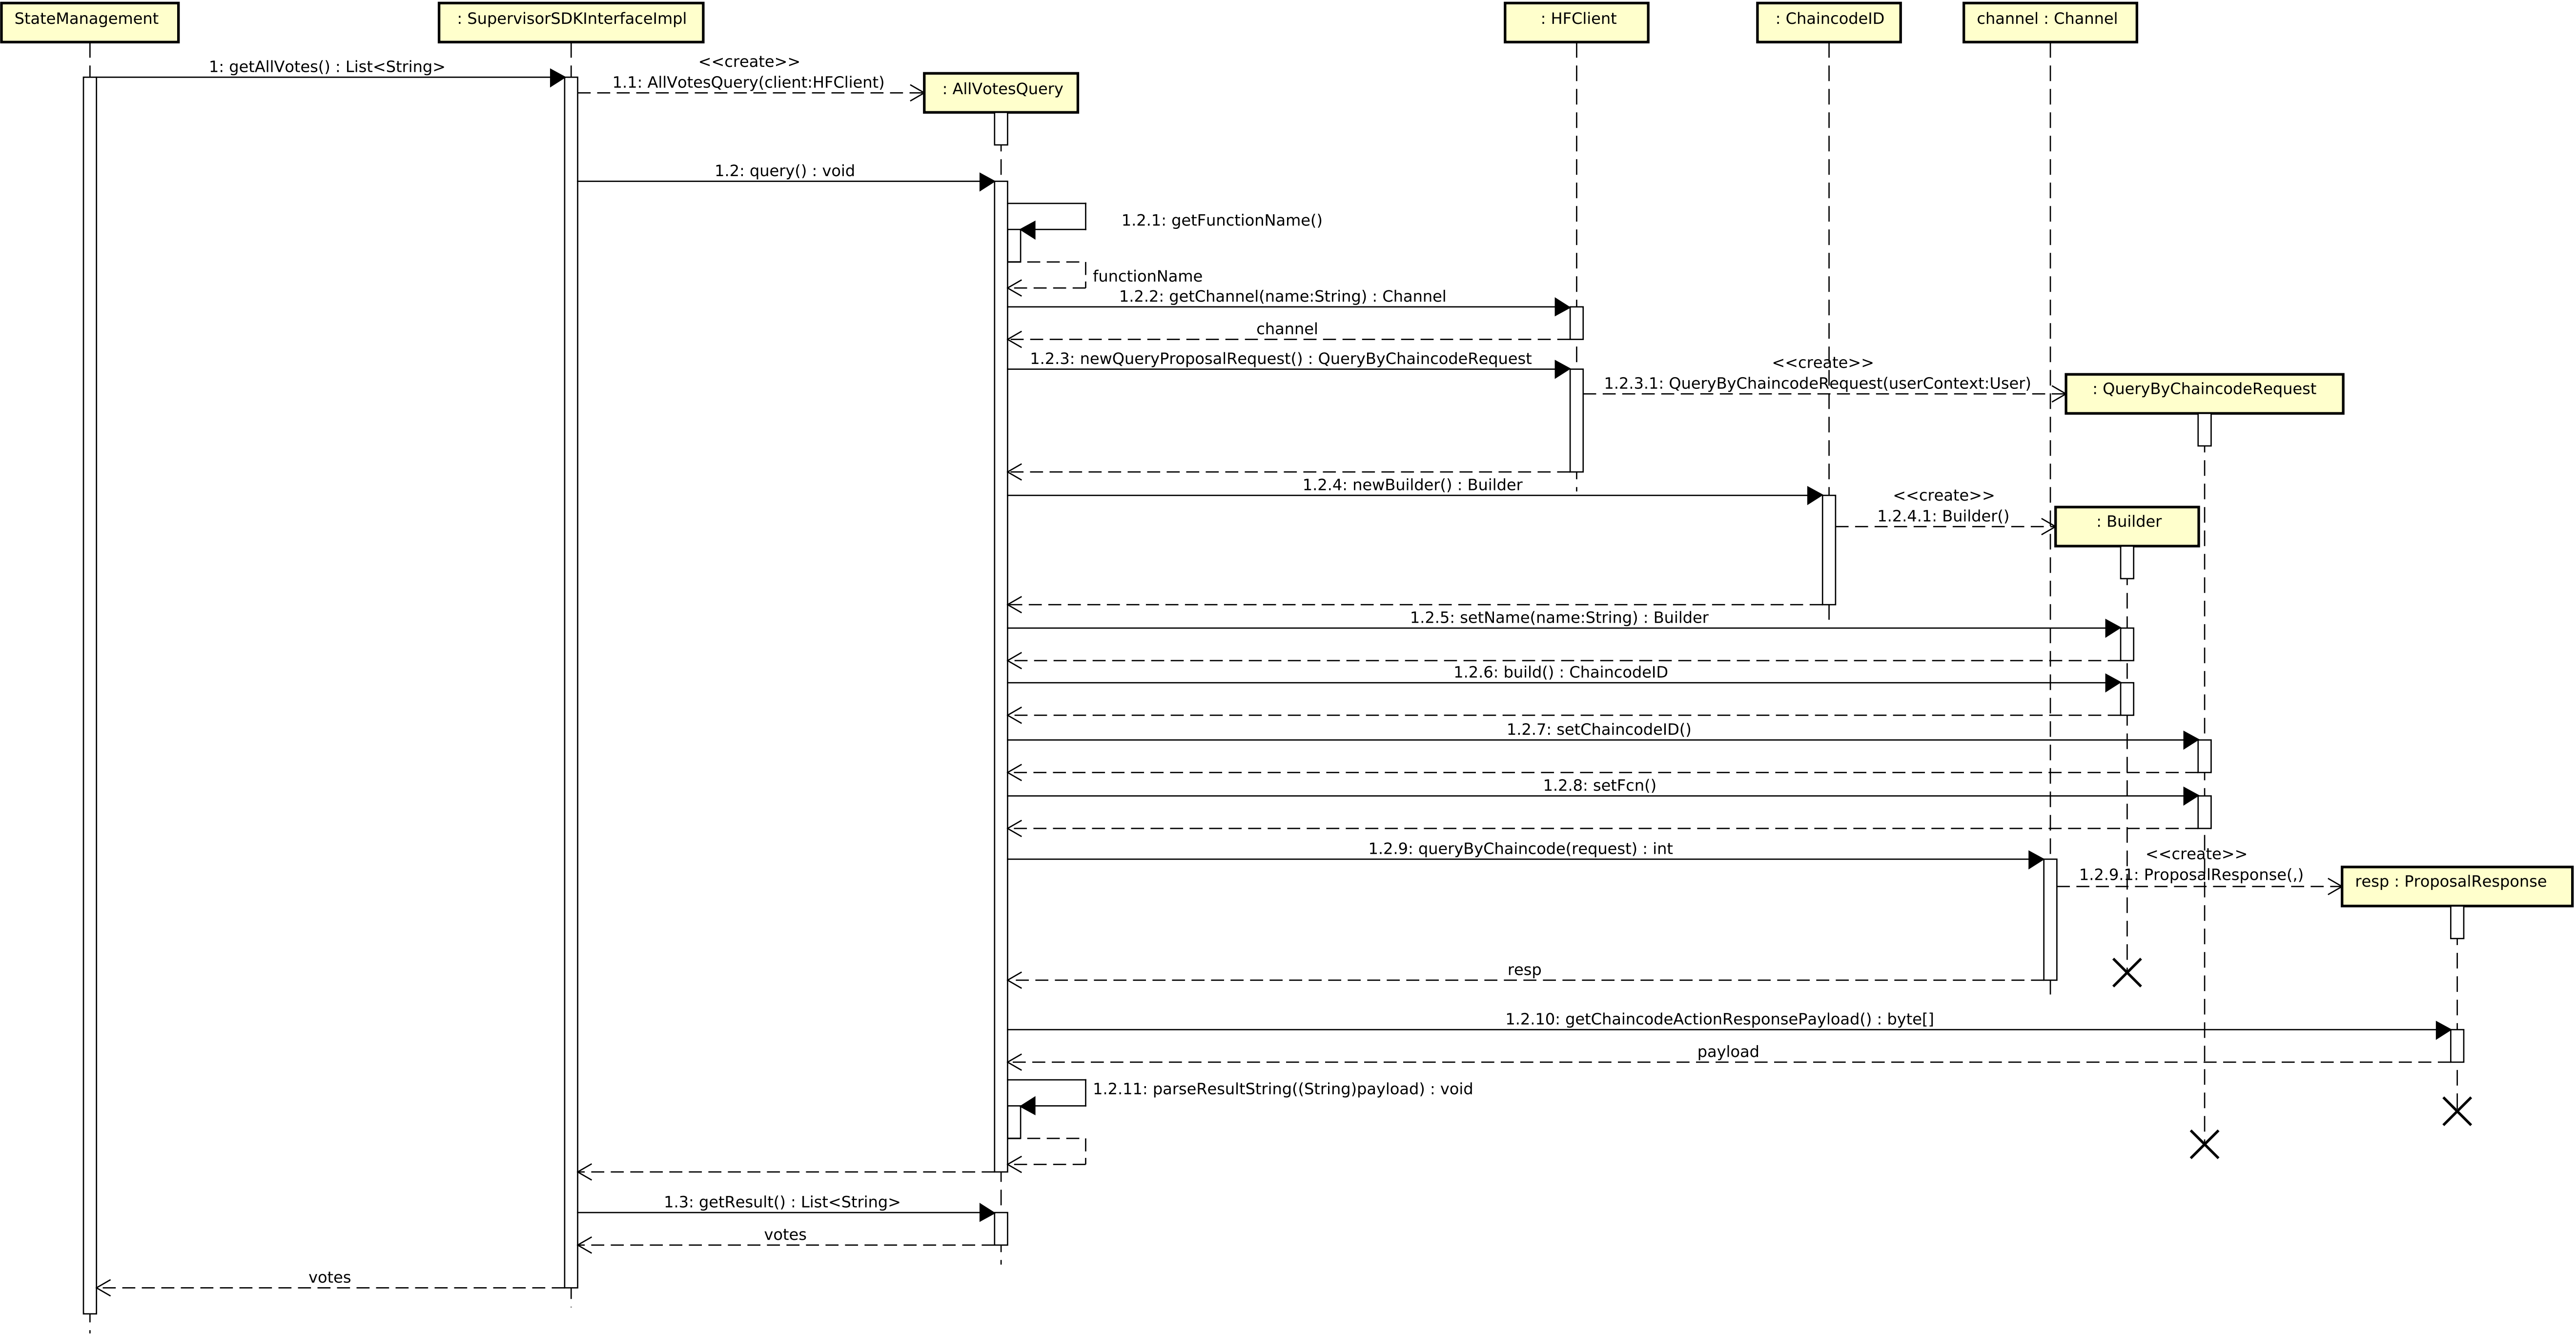 StateManagement
: SupervisorSDKInterfaceImpl
: HFClient
: ChaincodeID
channel : Channel
1: getAllVotes() : List<String>
<<create>>
1.1: AllVotesQuery(client:HFClient)
: AllVotesQuery
1.2: query() : void
1.2.1: getFunctionName()
functionName
1.2.2: getChannel(name:String) : Channel
channel
1.2.3: newQueryProposalRequest() : QueryByChaincodeRequest
<<create>>
1.2.3.1: QueryByChaincodeRequest(userContext:User)
: QueryByChaincodeRequest
1.2.4: newBuilder() : Builder
<<create>>
1.2.4.1: Builder()
: Builder
1.2.5: setName(name:String) : Builder
1.2.6: build() : ChaincodeID
1.2.7: setChaincodeID()
1.2.8: setFcn()
1.2.9: queryByChaincode(request) : int
<<create>>
1.2.9.1: ProposalResponse(,)
resp : ProposalResponse
resp
1.2.10: getChaincodeActionResponsePayload() : byte[]
payload
1.2.11: parseResultString((String)payload) : void
1.3: getResult() : List<String>
votes
votes